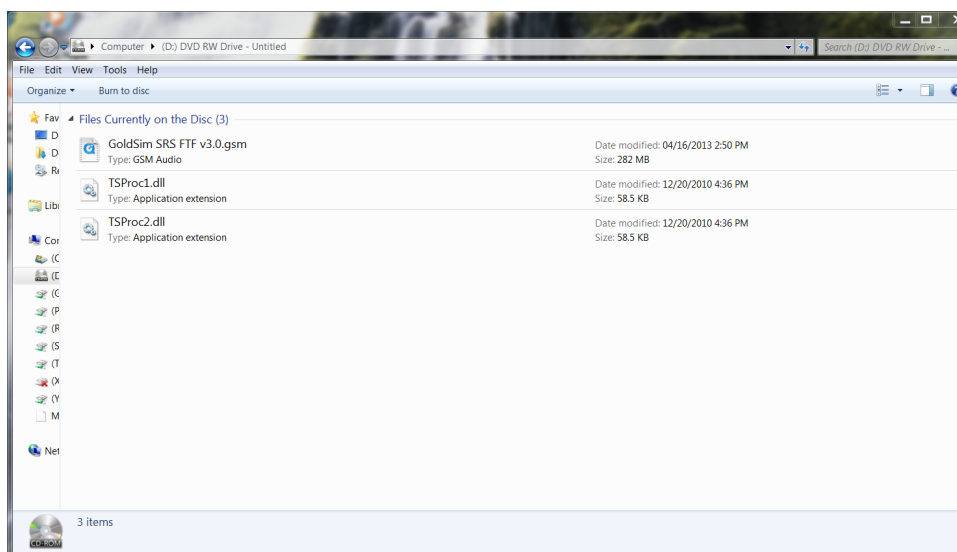 Computer ▸ (D:) DVD RW Drive - Untitled
Search (D:) DVD RW Drive - ...
File Edit View Tools Help
Organize Burn to disc
Fav
D
D
Re
Libr
Cor
(C
(D
(G
(P
(R
(S
(T
(X
(Y
M
Net
Files Currently on the Disc (3)
GoldSim SRS FTF v3.0.gsm
Type: GSM Audio
Date modified: 04/16/2013 2:50 PM
Size: 282 MB
TSProc1.dll
Type: Application extension
Date modified: 12/20/2010 4:36 PM
Size: 58.5 KB
TSProc2.dll
Type: Application extension
Date modified: 12/20/2010 4:36 PM
Size: 58.5 KB
3 items
CD-ROM